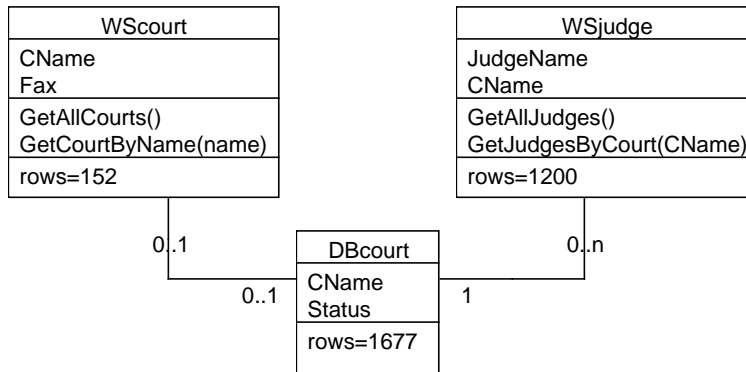 WScourt
CName
Fax
GetAllCourts()
GetCourtByName(name)
rows=152
WSjudge
JudgeName
CName
GetAllJudges()
GetJudgesByCourt(CName)
rows=1200
0..1
0..n
DBcourt
CName
Status
rows=1677
0..1
1